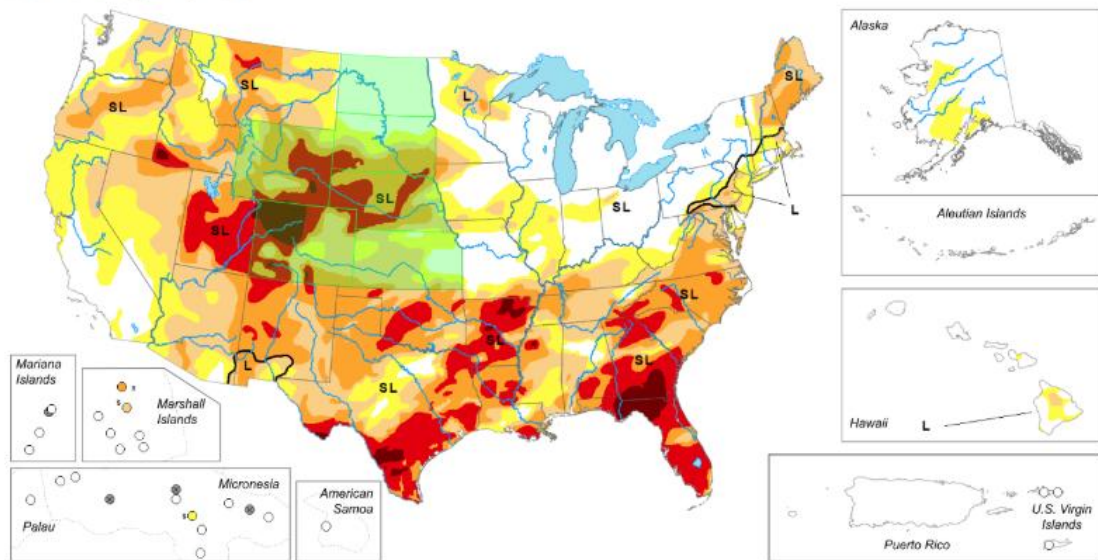 Alaska
SL
SL
L
SL
SL
SL
SL
SL
L
Aleutian Islands
SL
SL
SL
SL
L
Mariana
Islands
Marshall
Islands
S
S
Hawaii
L
Micronesia
S
Palau
American
Samoa
U.S. Virgin
Islands
Puerto Rico